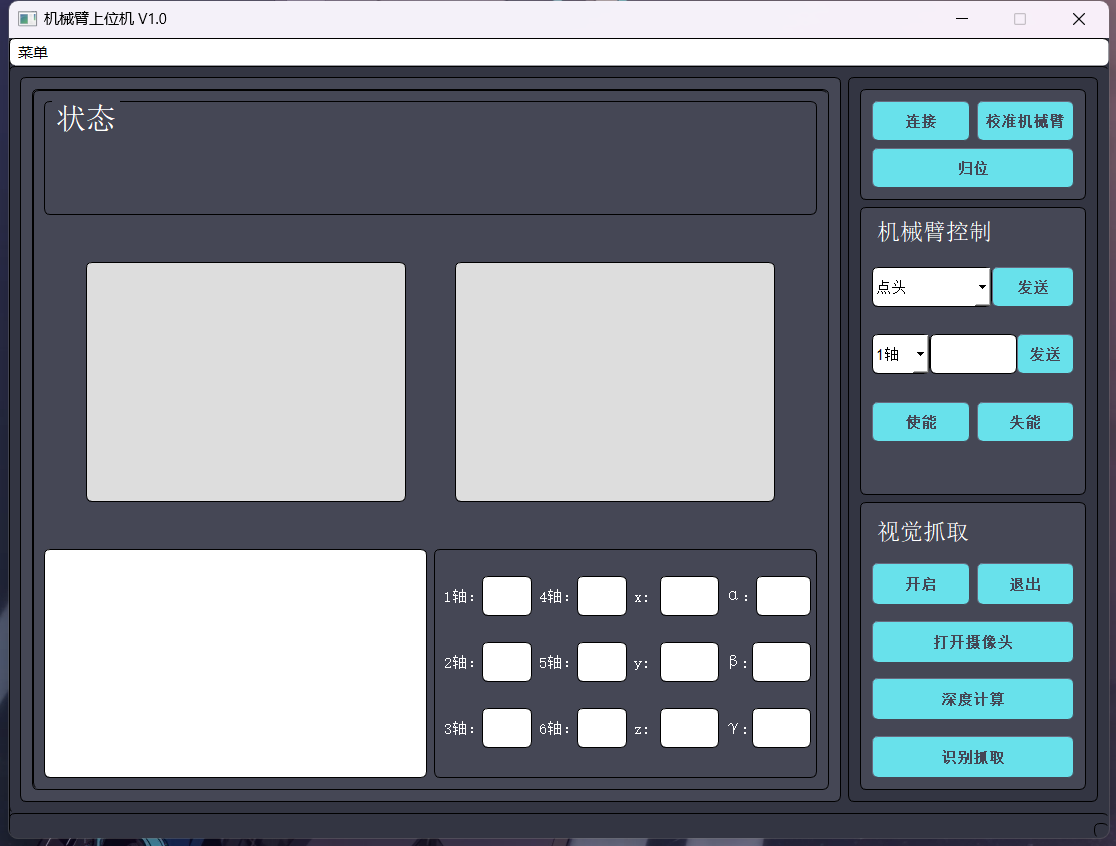 机械臂上位机 V1.0
菜单
状态
1轴: 4轴: x: α:
2轴: 5轴: y: β:
3轴: 6轴: z: γ:
连接 校准机械臂
归位
机械臂控制
点头 发送
1轴 发送
使能 失能
视觉抓取
开启 退出
打开摄像头
深度计算
识别抓取